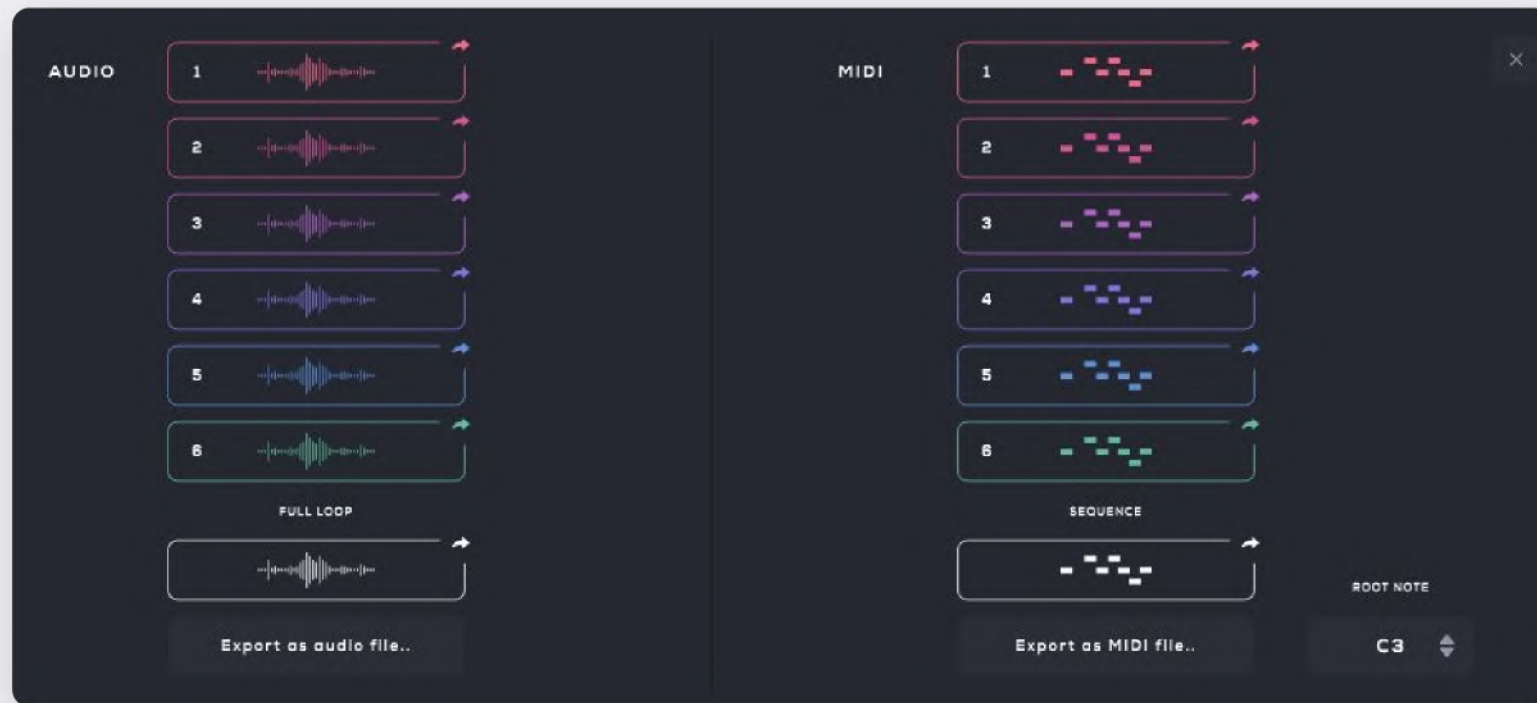 AUDIO
1
2
3
4
5
6
FULL LOOP
Export as audio file..
MIDI
1
2
3
4
5
6
SEQUENCE
Export as MIDI file..
ROOT NOTE
C3